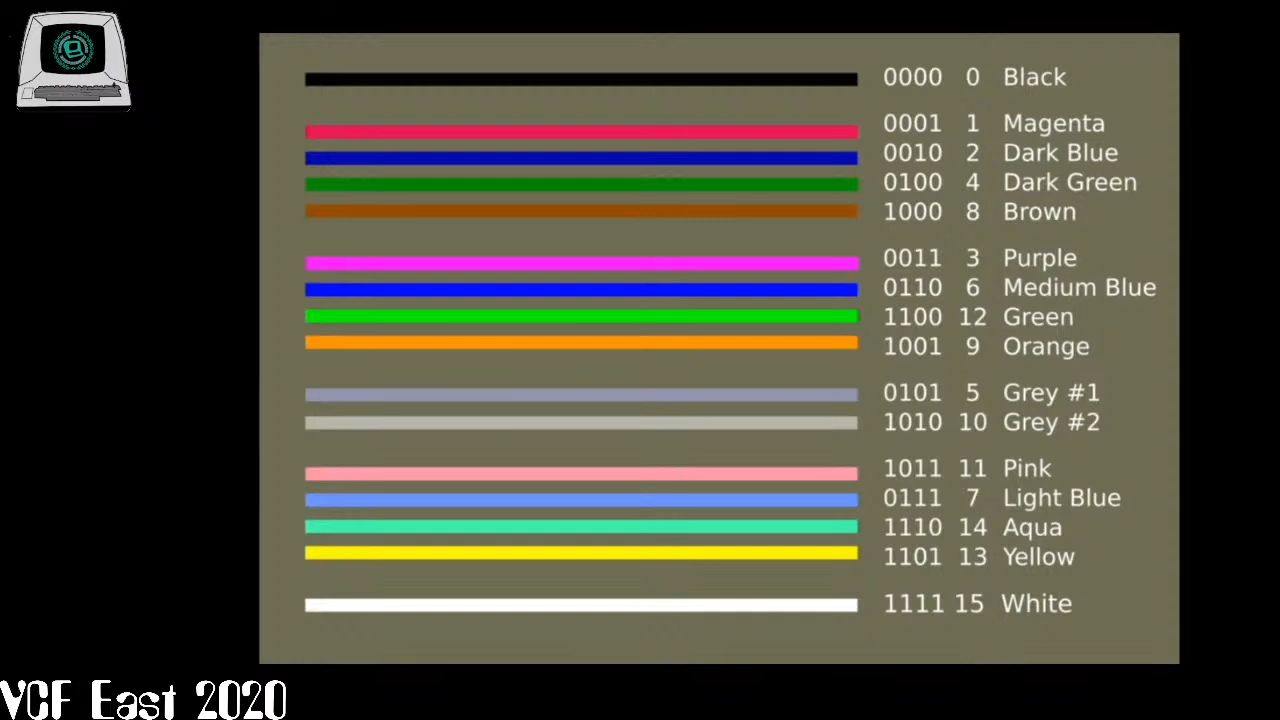 0000 0 Black
0001 1 Magenta
0010 2 Dark Blue
0100 4 Dark Green
1000 8 Brown
0011 3 Purple
0110 6 Medium Blue
1100 12 Green
1001 9 Orange
0101 5 Grey #1
1010 10 Grey #2
1011 11 Pink
0111 7 Light Blue
1110 14 Aqua
1101 13 Yellow
1111 15 White
VCF East 2020